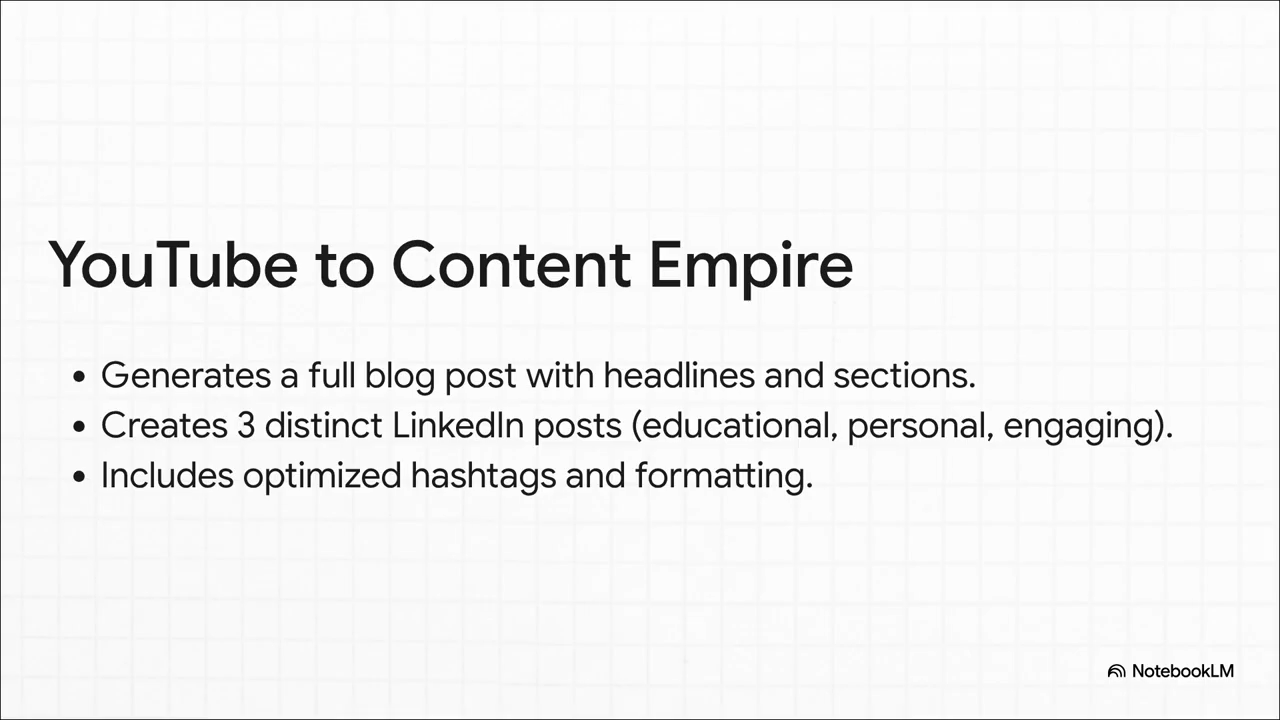 YouTube to Content Empire
• Generates a full blog post with headlines and sections.
• Creates 3 distinct LinkedIn posts (educational, personal, engaging).
• Includes optimized hashtags and formatting.
NotebookLM